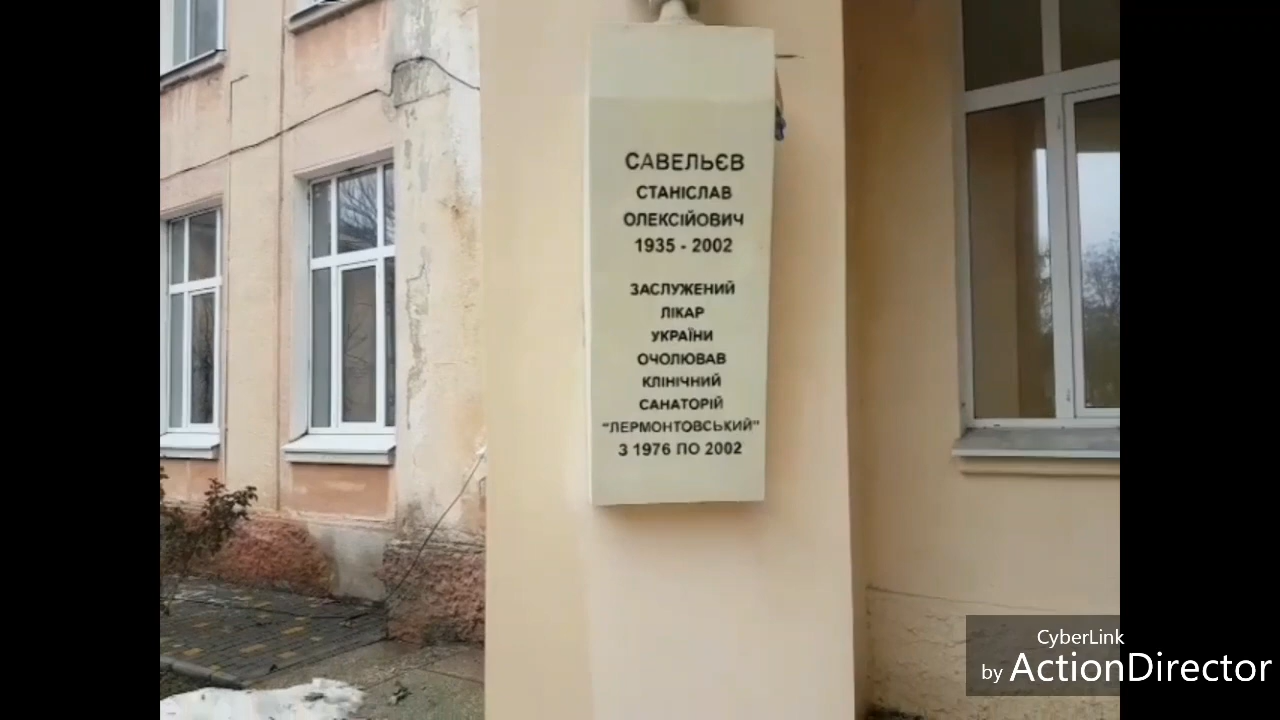 САВЕЛЬЄВ
СТАНІСЛАВ
ОЛЕКСІЙОВИЧ
1935 - 2002
ЗАСЛУЖЕНИЙ
ЛІКАР
УКРАЇНИ
ОЧОЛЮВАВ
КЛІНІЧНИЙ
САНАТОРІЙ
"ЛЕРМОНТОВСЬКИЙ"
З 1976 ПО 2002
CyberLink
by ActionDirector